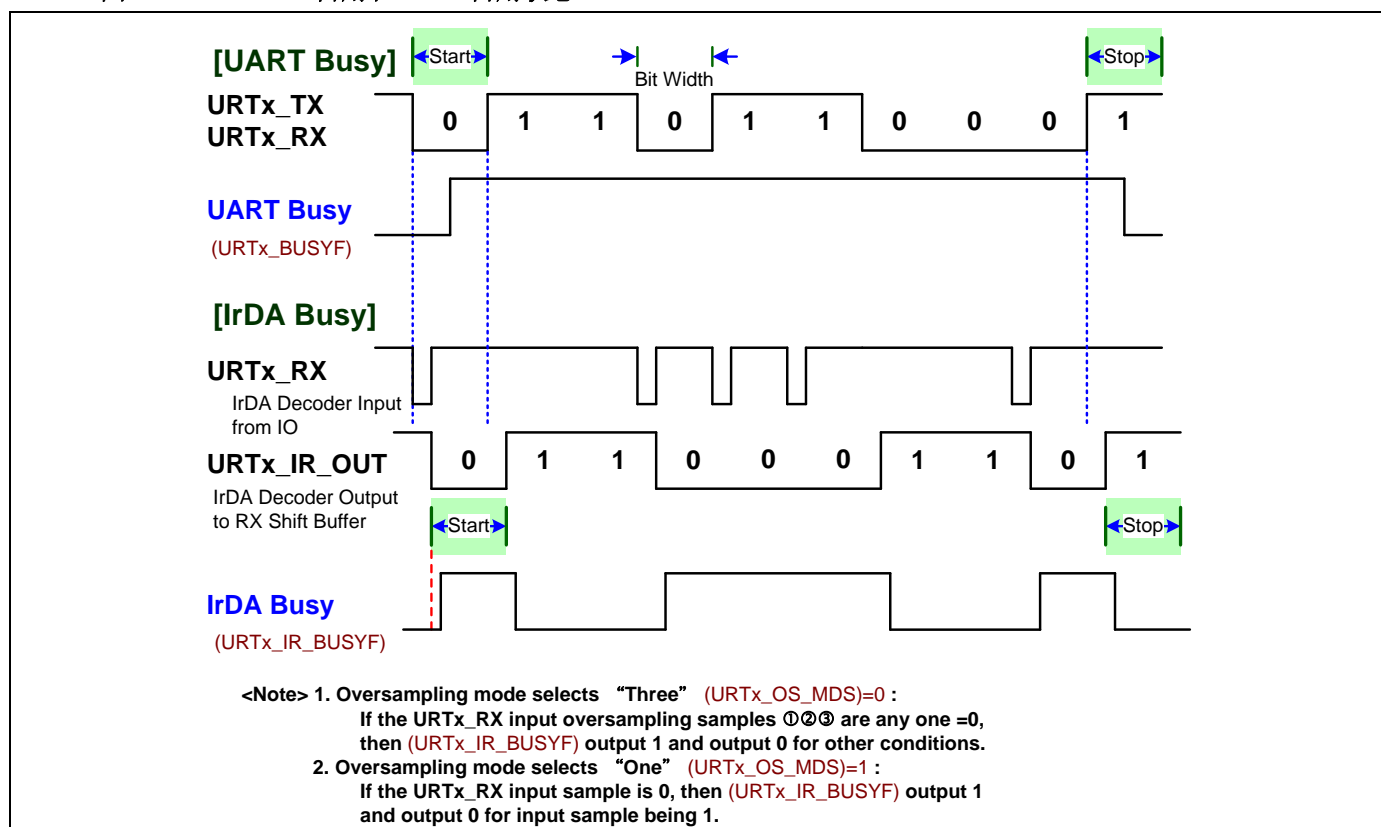 [UART Busy]
Start
Bit Width
Stop
URTx_TX
URTx_RX
0 1 1 0 1 1 0 0 0 1
UART Busy
(URTx_BUSYF)
[IrDA Busy]
URTx_RX
IrDA Decoder Input
from IO
URTx_IR_OUT
0 1 1 0 0 0 1 1 0 1
IrDA Decoder Output
to RX Shift Buffer
Start
Stop
IrDA Busy
(URTx_IR_BUSYF)
<Note> 1. Oversampling mode selects “Three” (URTx_OS_MDS)=0 :
If the URTx_RX input oversampling samples ①②③ are any one =0,
then (URTx_IR_BUSYF) output 1 and output 0 for other conditions.
2. Oversampling mode selects “One” (URTx_OS_MDS)=1 :
If the URTx_RX input sample is 0, then (URTx_IR_BUSYF) output 1
and output 0 for input sample being 1.